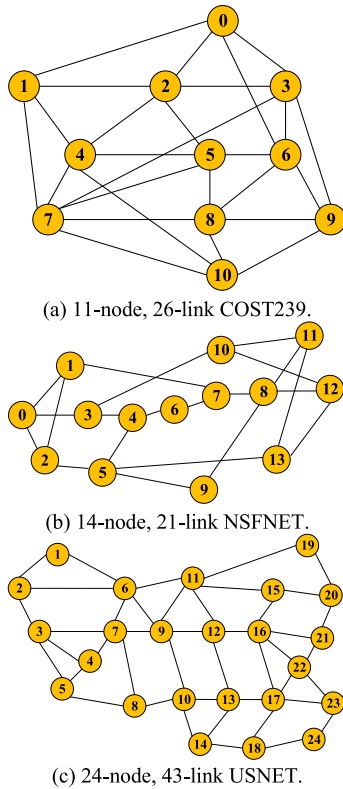 0
1 2 3
4 5 6
7 8 9
10
(a) 11-node, 26-link COST239.
11
10
1
7 8 12
6
0 3 4
2 5 13
9
(b) 14-node, 21-link NSFNET.
19
1
11
2 6 15 20
3 7 9 12 16 21
4 22
5
8 10 13 17 23
14 18 24
(c) 24-node, 43-link USNET.